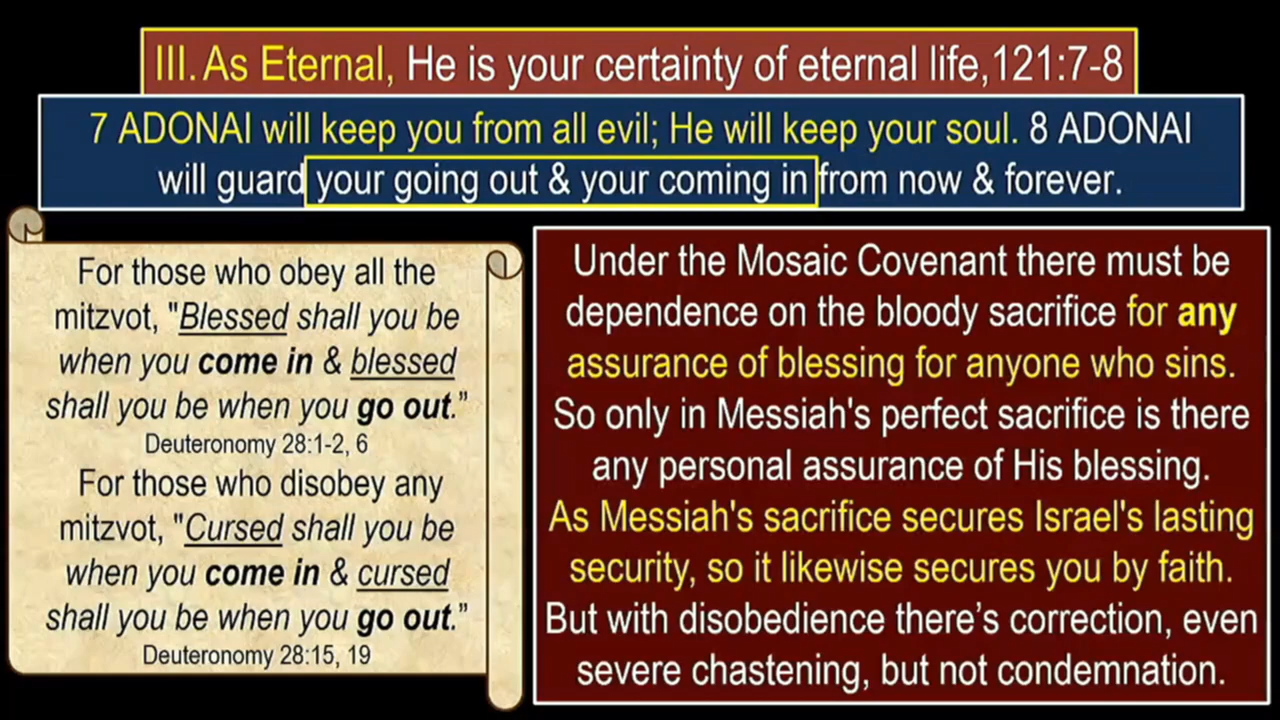 III. As Eternal, He is your certainty of eternal life,121:7-8
7 ADONAI will keep you from all evil; He will keep your soul. 8 ADONAI
will guard your going out & your coming in from now & forever.
For those who obey all the
mitzvot, "Blessed shall you be
when you come in & blessed
shall you be when you go out.”
Deuteronomy 28:1-2, 6
For those who disobey any
mitzvot, "Cursed shall you be
when you come in & cursed
shall you be when you go out.”
Deuteronomy 28:15, 19
Under the Mosaic Covenant there must be
dependence on the bloody sacrifice for any
assurance of blessing for anyone who sins.
So only in Messiah's perfect sacrifice is there
any personal assurance of His blessing.
As Messiah's sacrifice secures Israel's lasting
security, so it likewise secures you by faith.
But with disobedience there’s correction, even
severe chastening, but not condemnation.